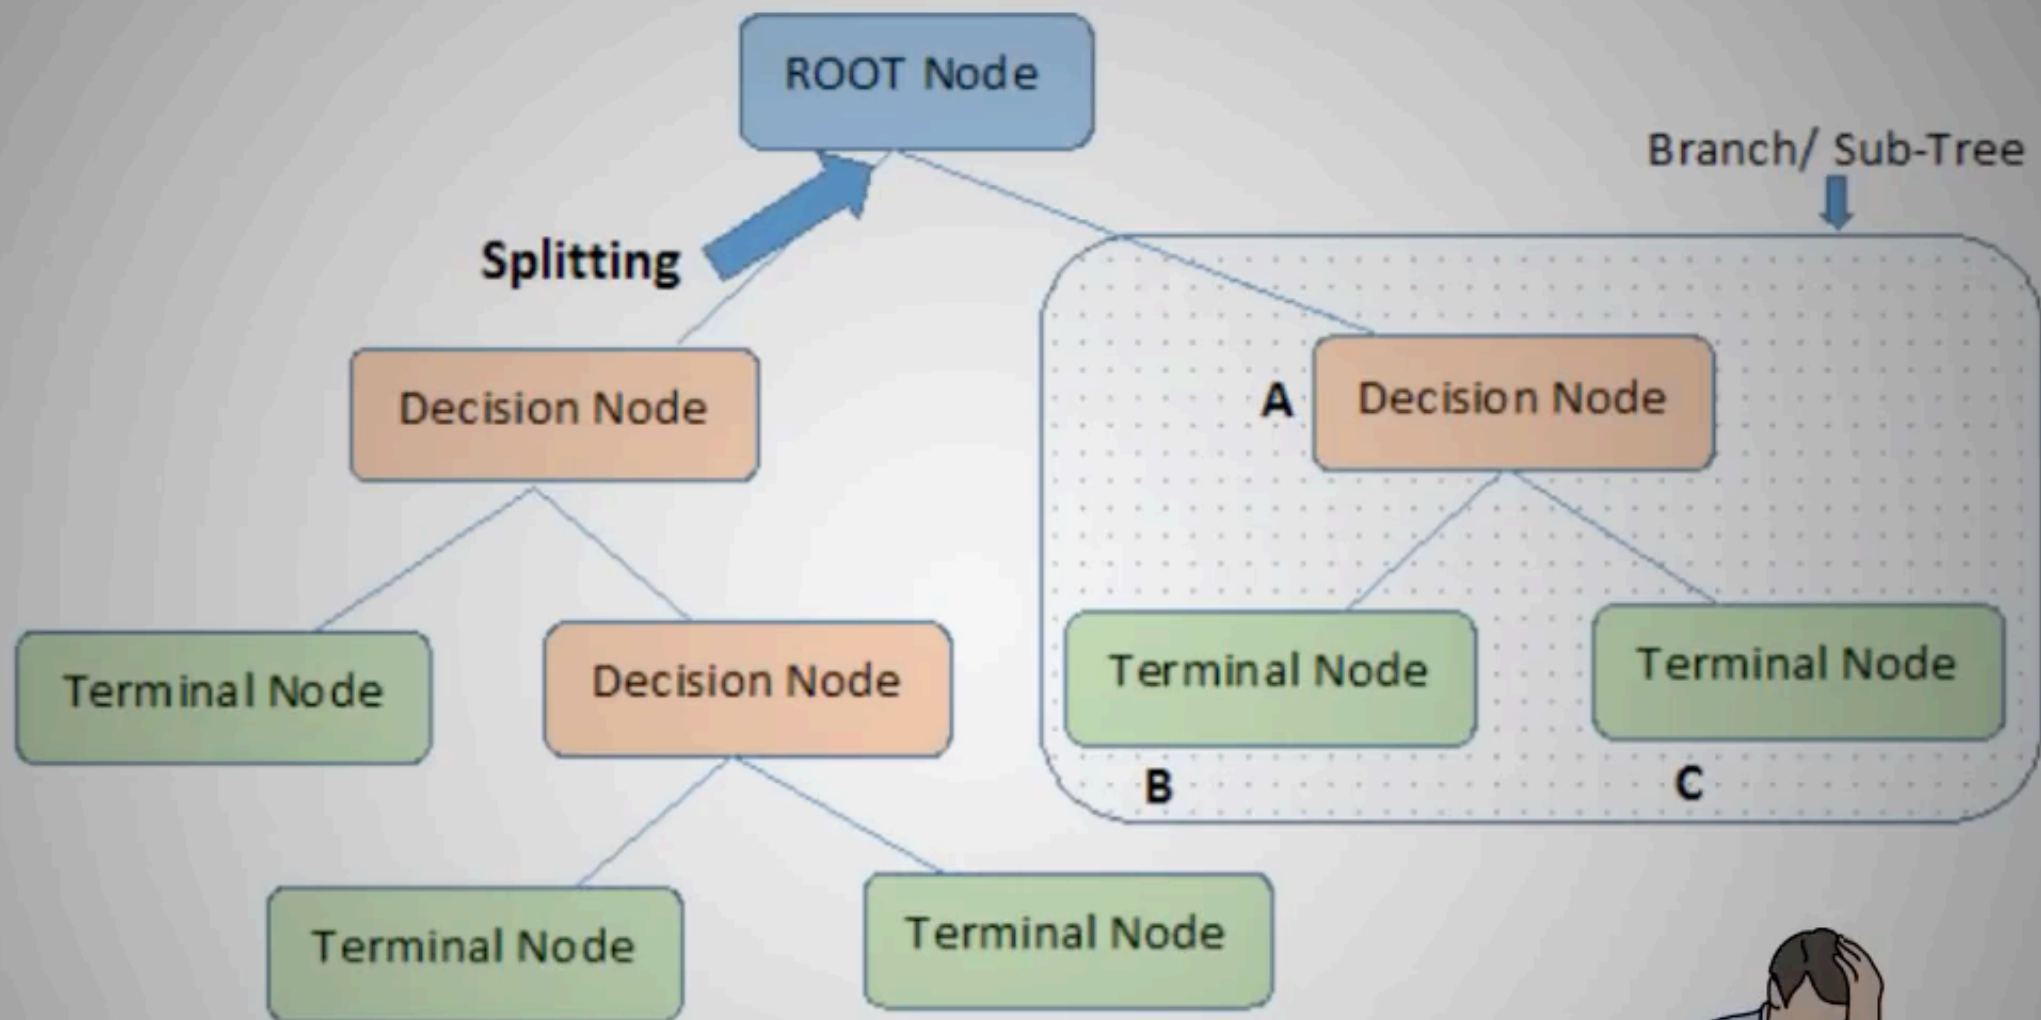 ROOT Node
Branch/ Sub-Tree
Splitting
Decision Node
A
Decision Node
Terminal Node
Decision Node
Terminal Node
Terminal Node
B
C
Terminal Node
Terminal Node